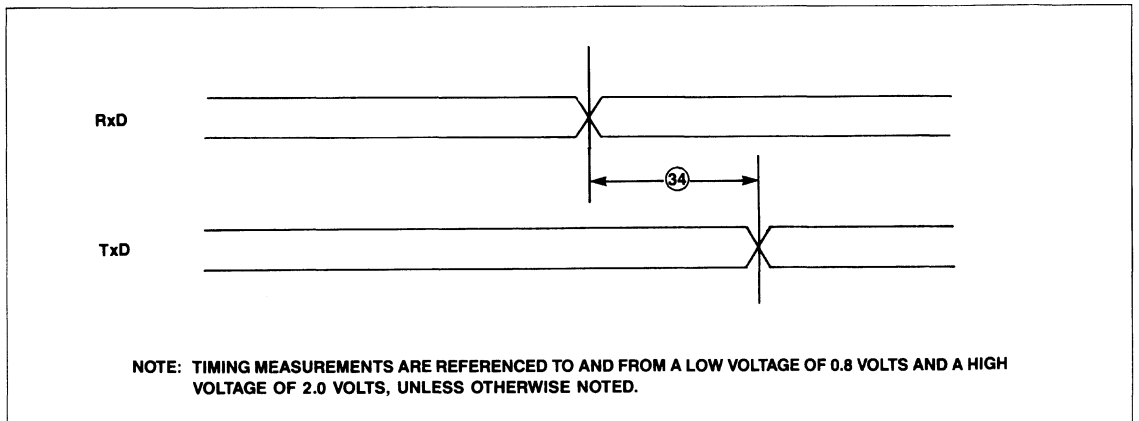 RxD
34
TxD
NOTE: TIMING MEASUREMENTS ARE REFERENCED TO AND FROM A LOW VOLTAGE OF 0.8 VOLTS AND A HIGH
VOLTAGE OF 2.0 VOLTS, UNLESS OTHERWISE NOTED.